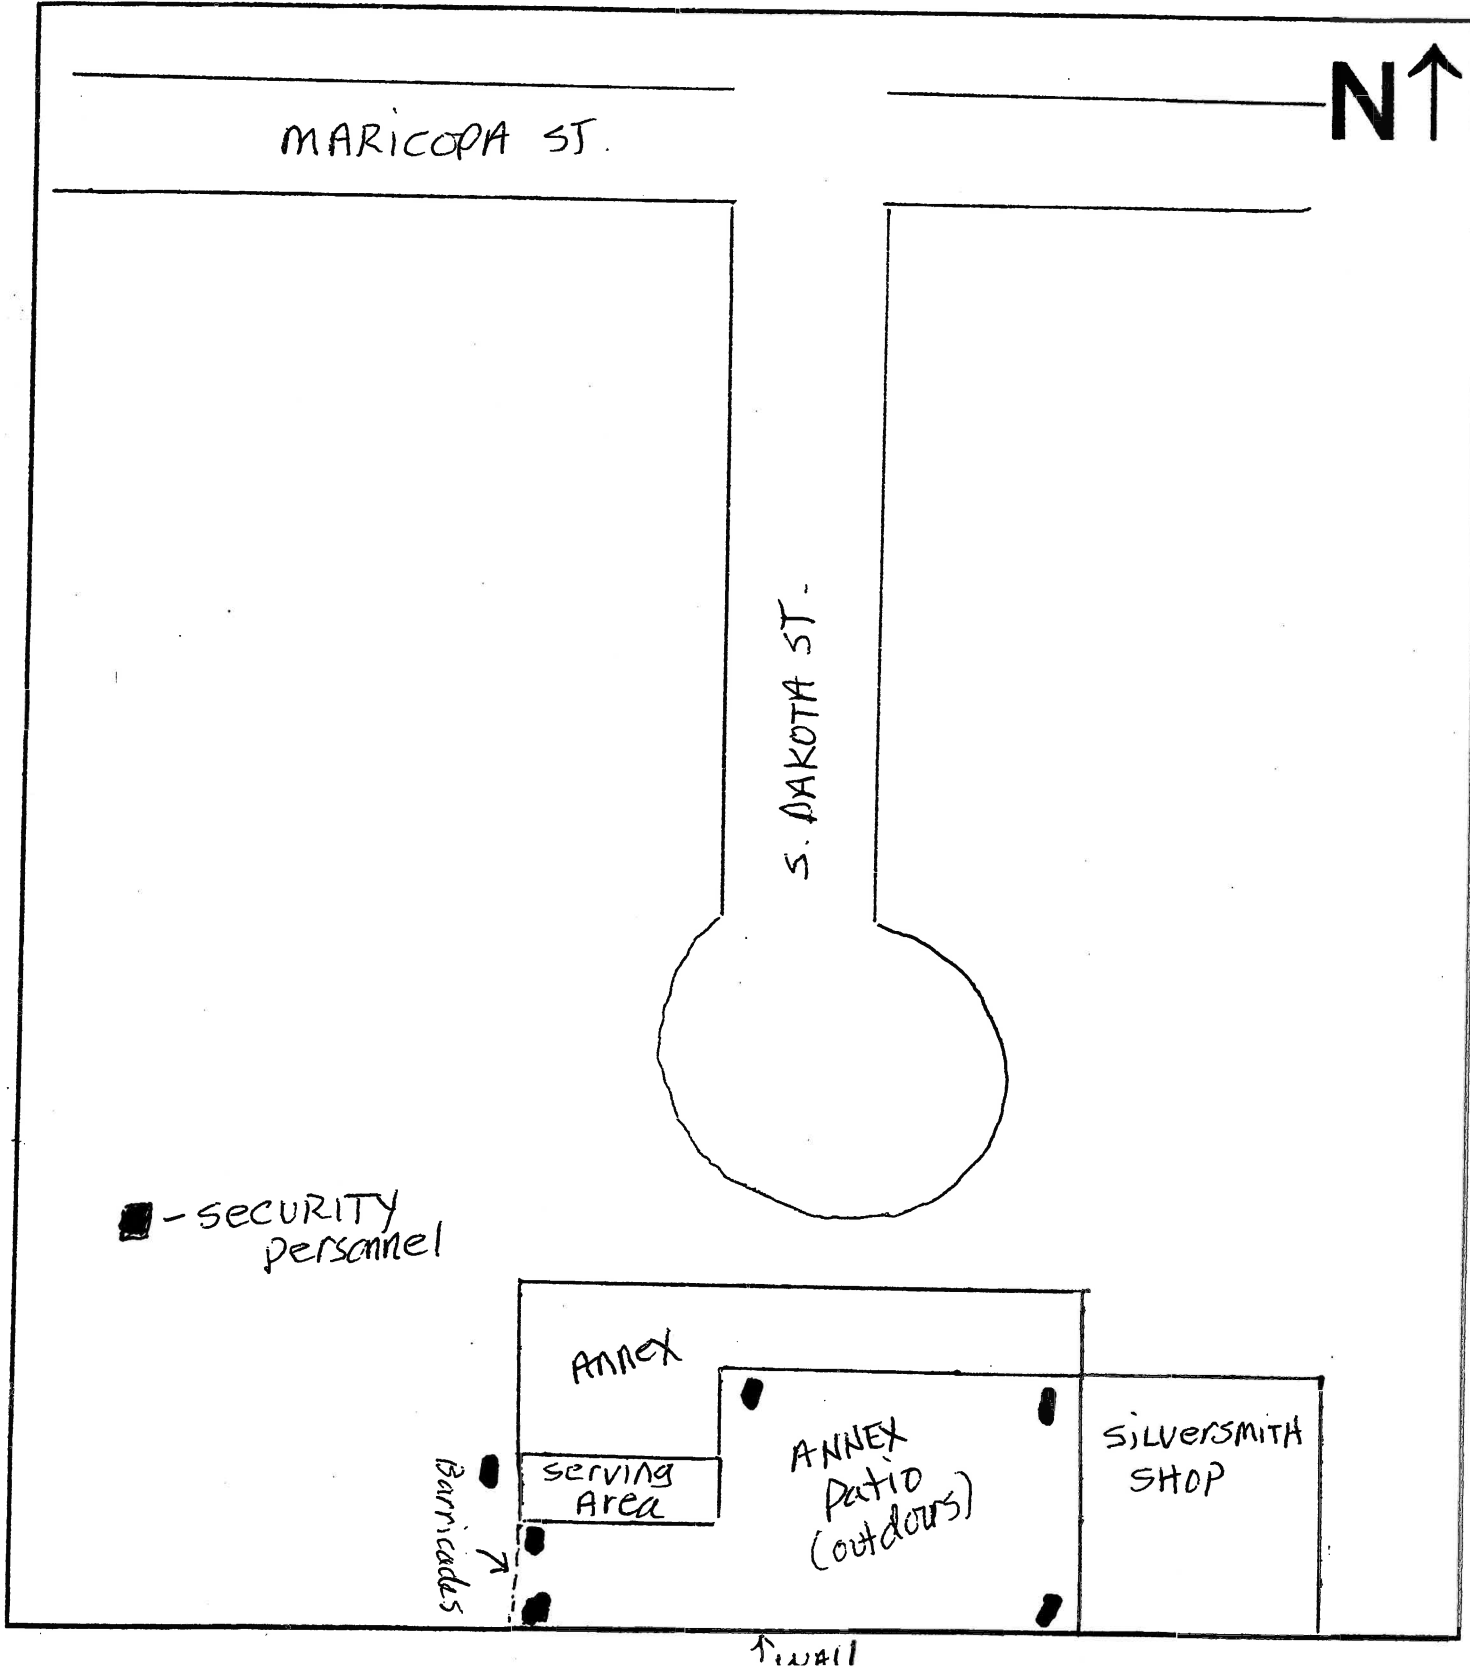 N
MARICOPA ST.
S. DAKOTA ST.
- SECURITY
personnel
ANNEX
Serving
Area
ANNEX
Patio
(outdoors)
SILVERSMITH
SHOP
Barricades
WAll